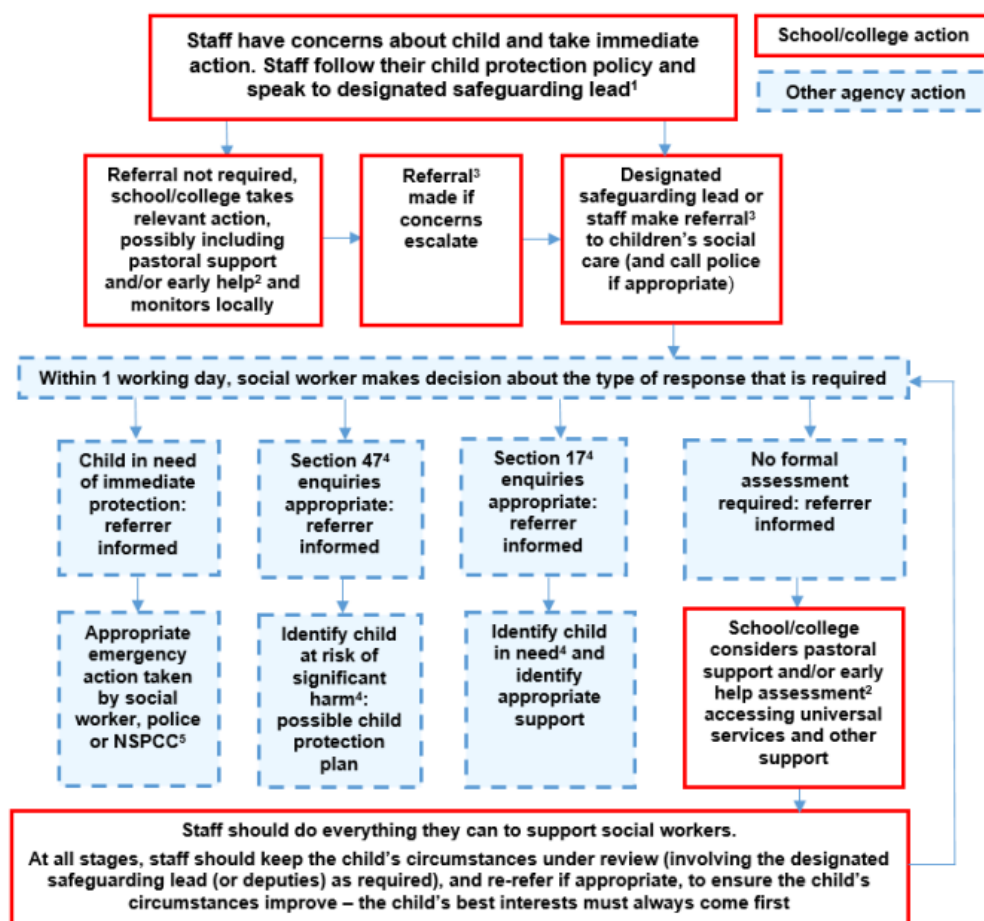 Staff have concerns about child and take immediate
action. Staff follow their child protection policy and
speak to designated safeguarding lead¹
School/college action
Other agency action
Referral not required,
school/college takes
relevant action,
possibly including
pastoral support
and/or early help² and
monitors locally
Referral³
made if
concerns
escalate
Designated
safeguarding lead or
staff make referral³
to children’s social
care (and call police
if appropriate)
Within 1 working day, social worker makes decision about the type of response that is required
Child in need
of immediate
protection:
referrer
informed
Section 47⁴
enquiries
appropriate:
referrer
informed
Section 17⁴
enquiries
appropriate:
referrer
informed
No formal
assessment
required: referrer
informed
Appropriate
emergency
action taken
by social
worker, police
or NSPCC⁵
Identify child
at risk of
significant
harm⁴:
possible child
protection
plan
Identify child
in need⁴ and
identify
appropriate
support
School/college
considers pastoral
support and/or early
help assessment²
accessing universal
services and other
support
Staff should do everything they can to support social workers.
At all stages, staff should keep the child’s circumstances under review (involving the designated
safeguarding lead (or deputies) as required), and re-refer if appropriate, to ensure the child’s
circumstances improve – the child’s best interests must always come first